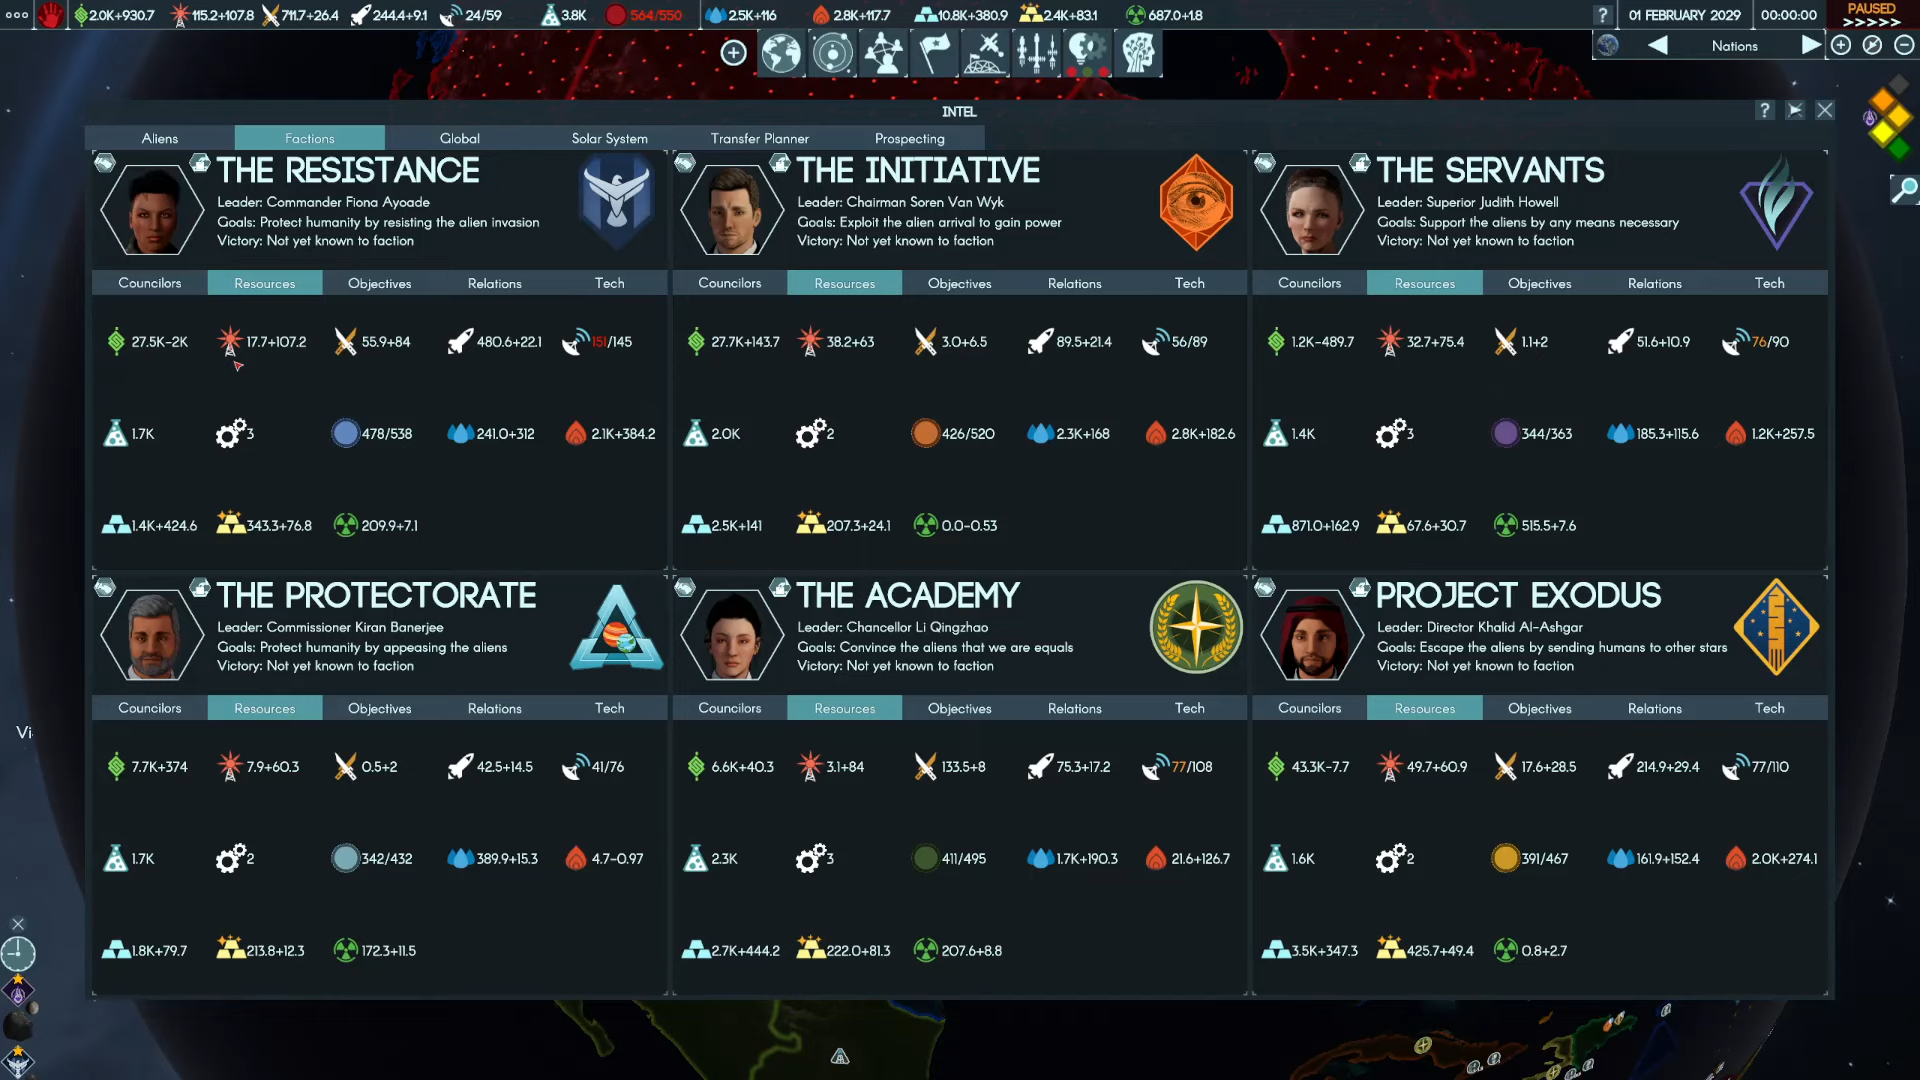 2.0K+930.7 115.2+107.8 711.7+26.4 244.4+9.1 24/59 3.8K 564/550 2.5K+116 2.8K+117.7 10.8K+380.9 2.4K+83.1 687.0+1.8 ? 01 FEBRUARY 2029 00:00:00 PAUSED
>>>>>
Nations
INTEL
?
Aliens Factions Global Solar System Transfer Planner Prospecting
THE RESISTANCE
Leader: Commander Fiona Ayoade
Goals: Protect humanity by resisting the alien invasion
Victory: Not yet known to faction
Councilors Resources Objectives Relations Tech
27.5K-2K 17.7+107.2 55.9+84 480.6+22.1 151/145
1.7K 3 478/538 241.0+312 2.1K+384.2
1.4K+424.6 343.3+76.8 209.9+7.1
THE INITIATIVE
Leader: Chairman Soren Van Wyk
Goals: Exploit the alien arrival to gain power
Victory: Not yet known to faction
Councilors Resources Objectives Relations Tech
27.7K+143.7 38.2+63 3.0+6.5 89.5+21.4 56/89
2.0K 2 426/520 2.3K+168 2.8K+182.6
2.5K+141 207.3+24.1 0.0-0.53
THE SERVANTS
Leader: Superior Judith Howell
Goals: Support the aliens by any means necessary
Victory: Not yet known to faction
Councilors Resources Objectives Relations Tech
1.2K-489.7 32.7+75.4 1.1+2 51.6+10.9 76/90
1.4K 3 344/363 185.3+115.6 1.2K+257.5
871.0+162.9 67.6+30.7 515.5+7.6
THE PROTECTORATE
Leader: Commissioner Kiran Banerjee
Goals: Protect humanity by appeasing the aliens
Victory: Not yet known to faction
Councilors Resources Objectives Relations Tech
7.7K+374 7.9+60.3 0.5+2 42.5+14.5 41/76
1.7K 2 342/432 389.9+15.3 4.7-0.97
1.8K+79.7 213.8+12.3 172.3+11.5
THE ACADEMY
Leader: Chancellor Li Qingzhao
Goals: Convince the aliens that we are equals
Victory: Not yet known to faction
Councilors Resources Objectives Relations Tech
6.6K+40.3 3.1+84 133.5+8 75.3+17.2 77/108
2.3K 3 411/495 1.7K+190.3 21.6+126.7
2.7K+444.2 222.0+81.3 207.6+8.8
PROJECT EXODUS
Leader: Director Khalid Al-Ashgar
Goals: Escape the aliens by sending humans to other stars
Victory: Not yet known to faction
Councilors Resources Objectives Relations Tech
43.3K-7.7 49.7+60.9 17.6+28.5 214.9+29.4 77/110
1.6K 2 391/467 161.9+152.4 2.0K+274.1
3.5K+347.3 425.7+49.4 0.8+2.7